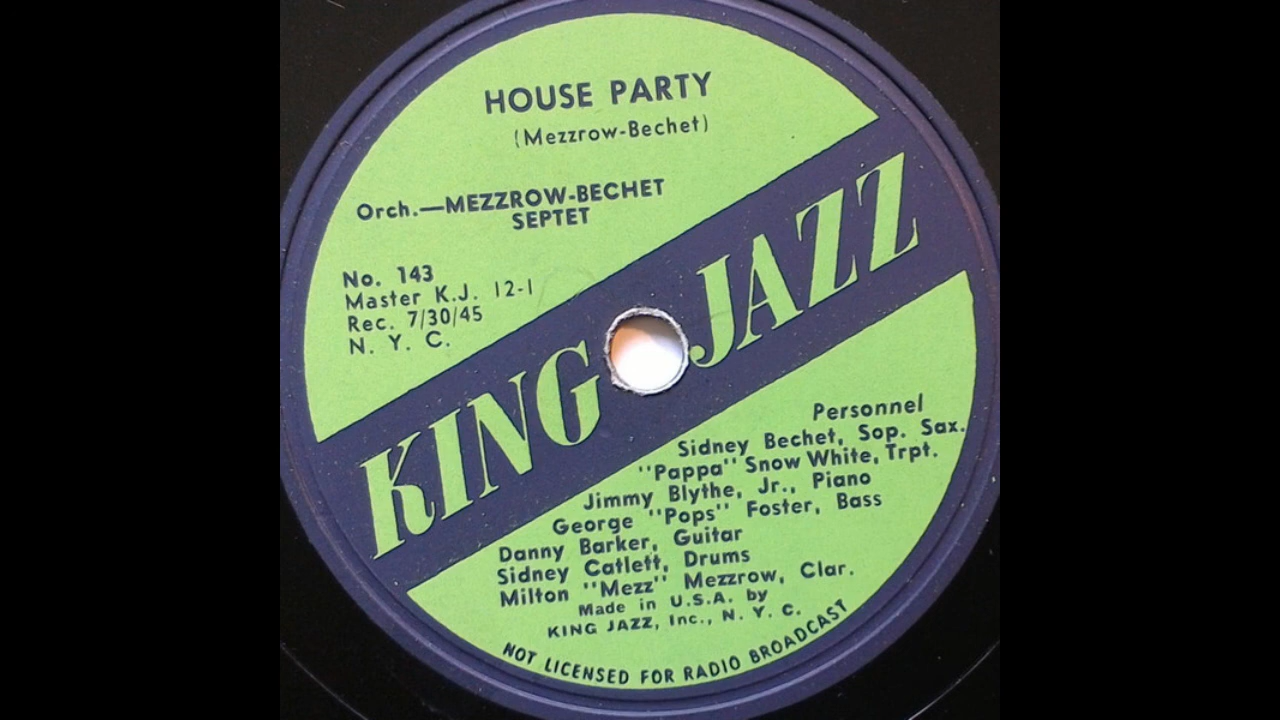 HOUSE PARTY
(Mezzrow-Bechet)
Orch.—MEZZROW-BECHET
SEPTET
No. 143
Master K.J. 12-1
Rec. 7/30/45
N. Y. C.
KING JAZZ
Personnel
Sidney Bechet, Sop. Sax.
"Pappa" Snow White, Trpt.
Jimmy Blythe, Jr., Piano
George "Pops" Foster, Bass
Danny Barker, Guitar
Sidney Catlett, Drums
Milton "Mezz" Mezzrow, Clar.
Made in U.S.A. by
KING JAZZ, Inc., N. Y. C.
NOT LICENSED FOR RADIO BROADCAST